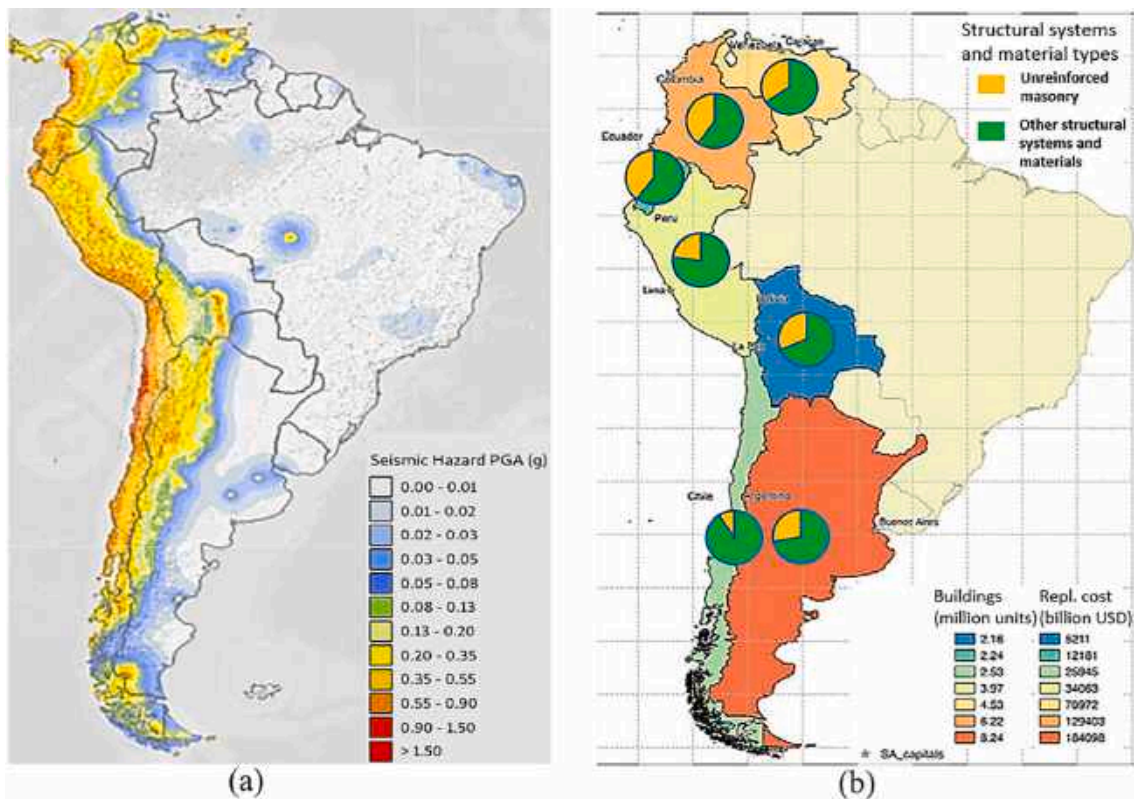 Seismic Hazard PGA (g)
0.00 - 0.01
0.01 - 0.02
0.02 - 0.03
0.03 - 0.05
0.05 - 0.08
0.08 - 0.13
0.13 - 0.20
0.20 - 0.35
0.35 - 0.55
0.55 - 0.90
0.90 - 1.50
> 1.50
(a)
Structural systems
and material types
Unreinforced
masonry
Other structural
systems and
materials
Venezuela
Caracas
Colombia
Ecuador
Peru
Bolivia
Chile
Argentina
Buenos Aires
Buildings
(million units)
2.16
2.24
2.53
3.97
4.53
6.22
8.24
Repl. cost
(billion USD)
5211
12181
25945
34063
70972
129403
184098
SA_capitals
(b)